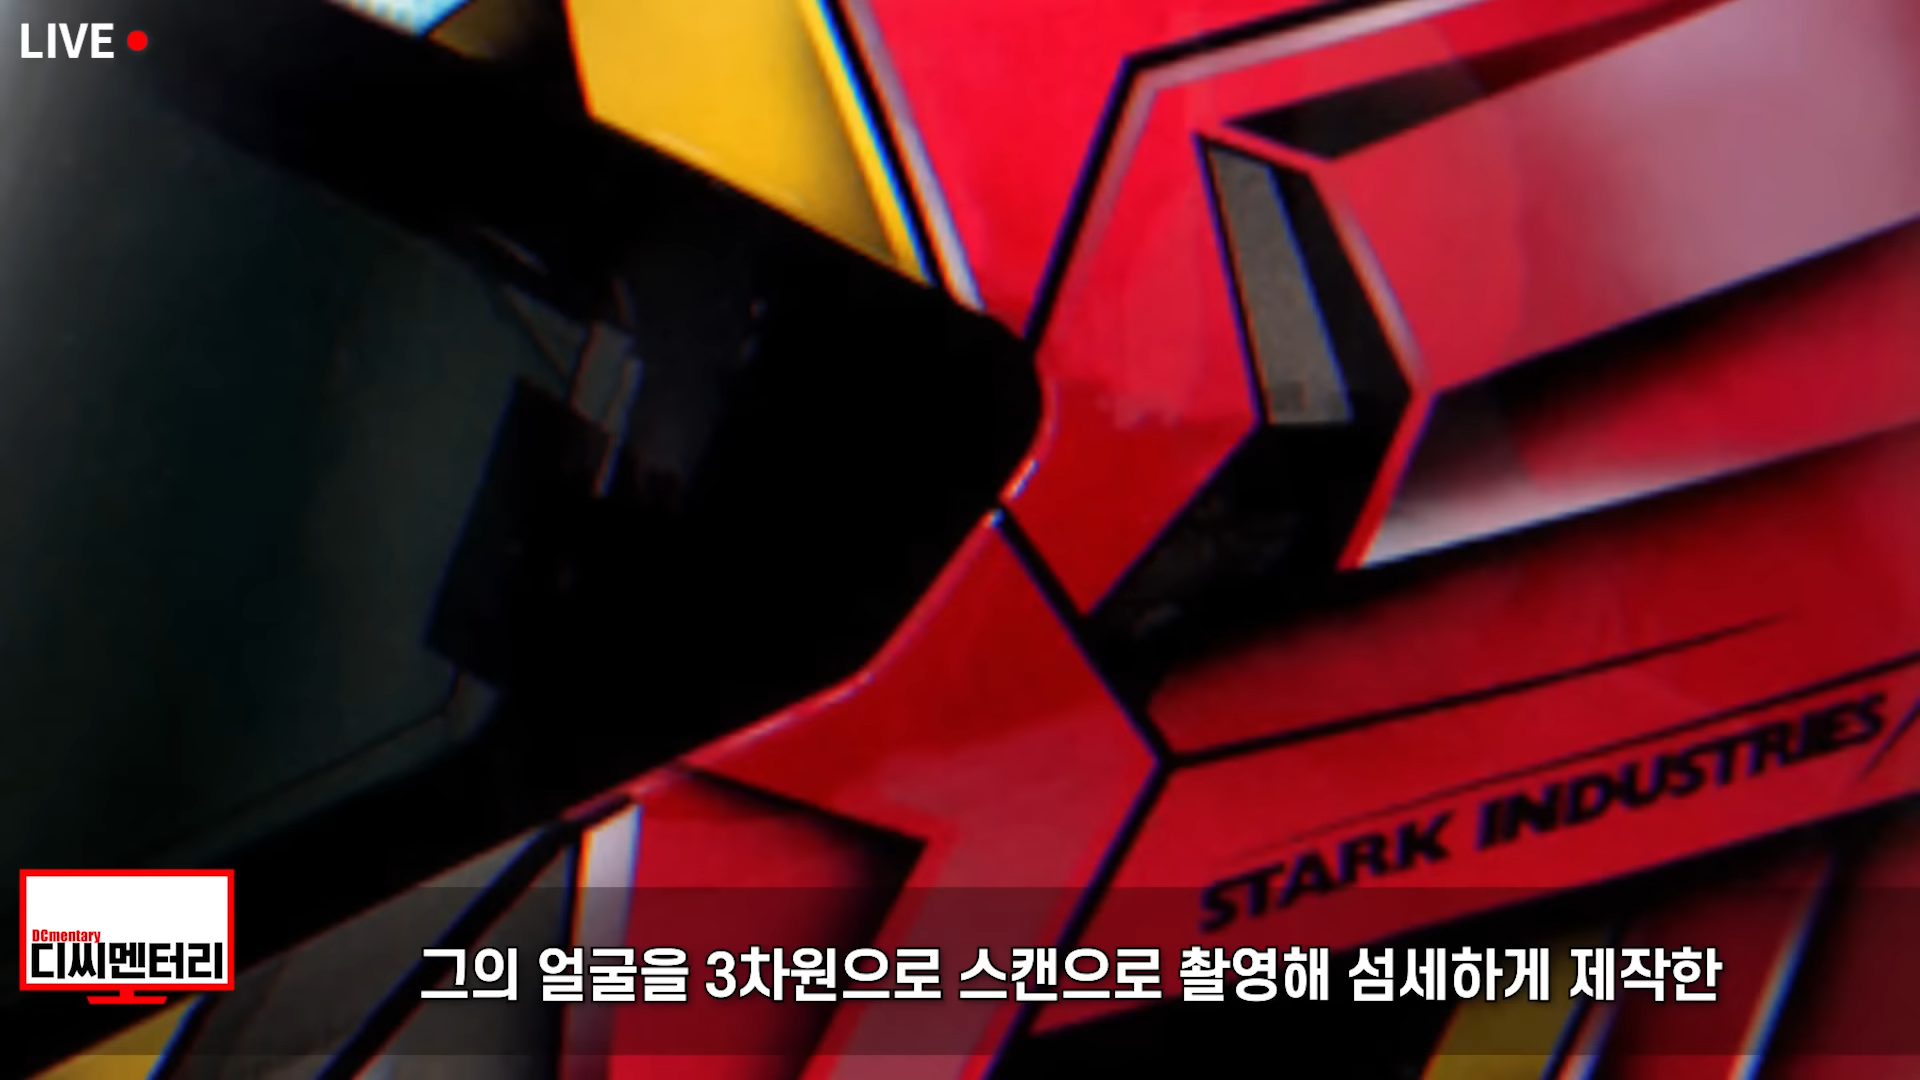 LIVE
STARK INDUSTRIES
DCmentary
디씨멘터리
그의 얼굴을 3차원으로 스캔으로 촬영해 섬세하게 제작한